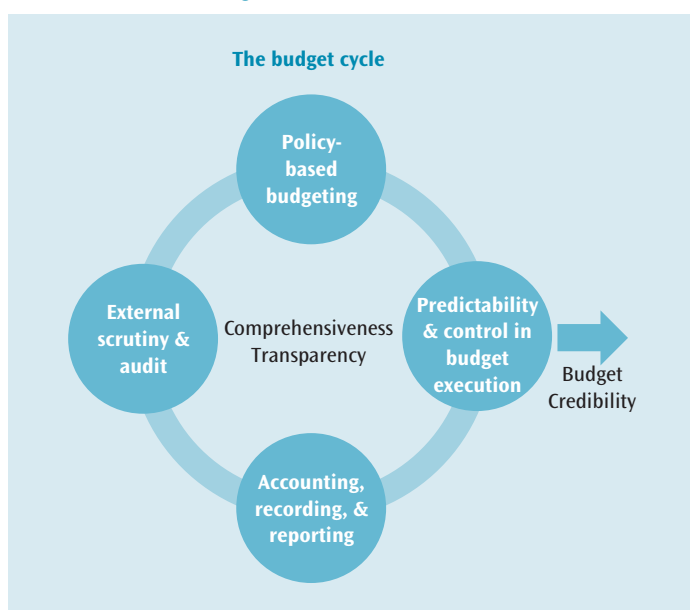 The budget cycle
Policy-
based
budgeting
External
scrutiny &
audit
Comprehensiveness
Transparency
Predictability
& control in
budget
execution
Budget
Credibility
Accounting,
recording, &
reporting